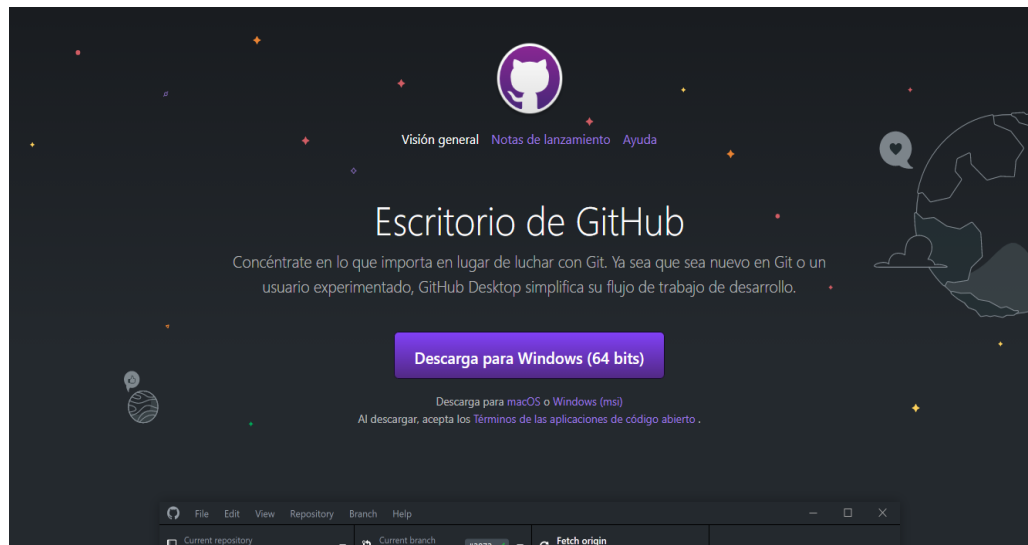 Visión general Notas de lanzamiento Ayuda
Escritorio de GitHub
Concéntrate en lo que importa en lugar de luchar con Git. Ya sea que sea nuevo en Git o un
usuario experimentado, GitHub Desktop simplifica su flujo de trabajo de desarrollo.
Descarga para Windows (64 bits)
Descarga para macOS o Windows (msi)
Al descargar, acepta los Términos de las aplicaciones de código abierto .
File Edit View Repository Branch Help
Current repository Current branch Fetch origin